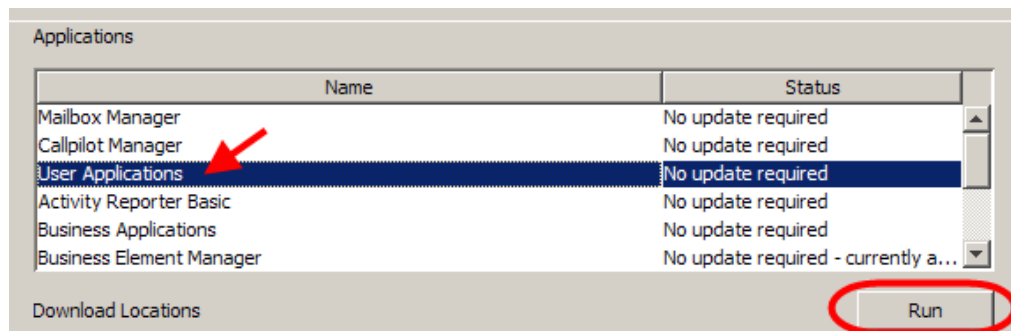 Applications
Name Status
Mailbox Manager No update required
Callpilot Manager No update required
User Applications No update required
Activity Reporter Basic No update required
Business Applications No update required
Business Element Manager No update required - currently a...
Download Locations Run